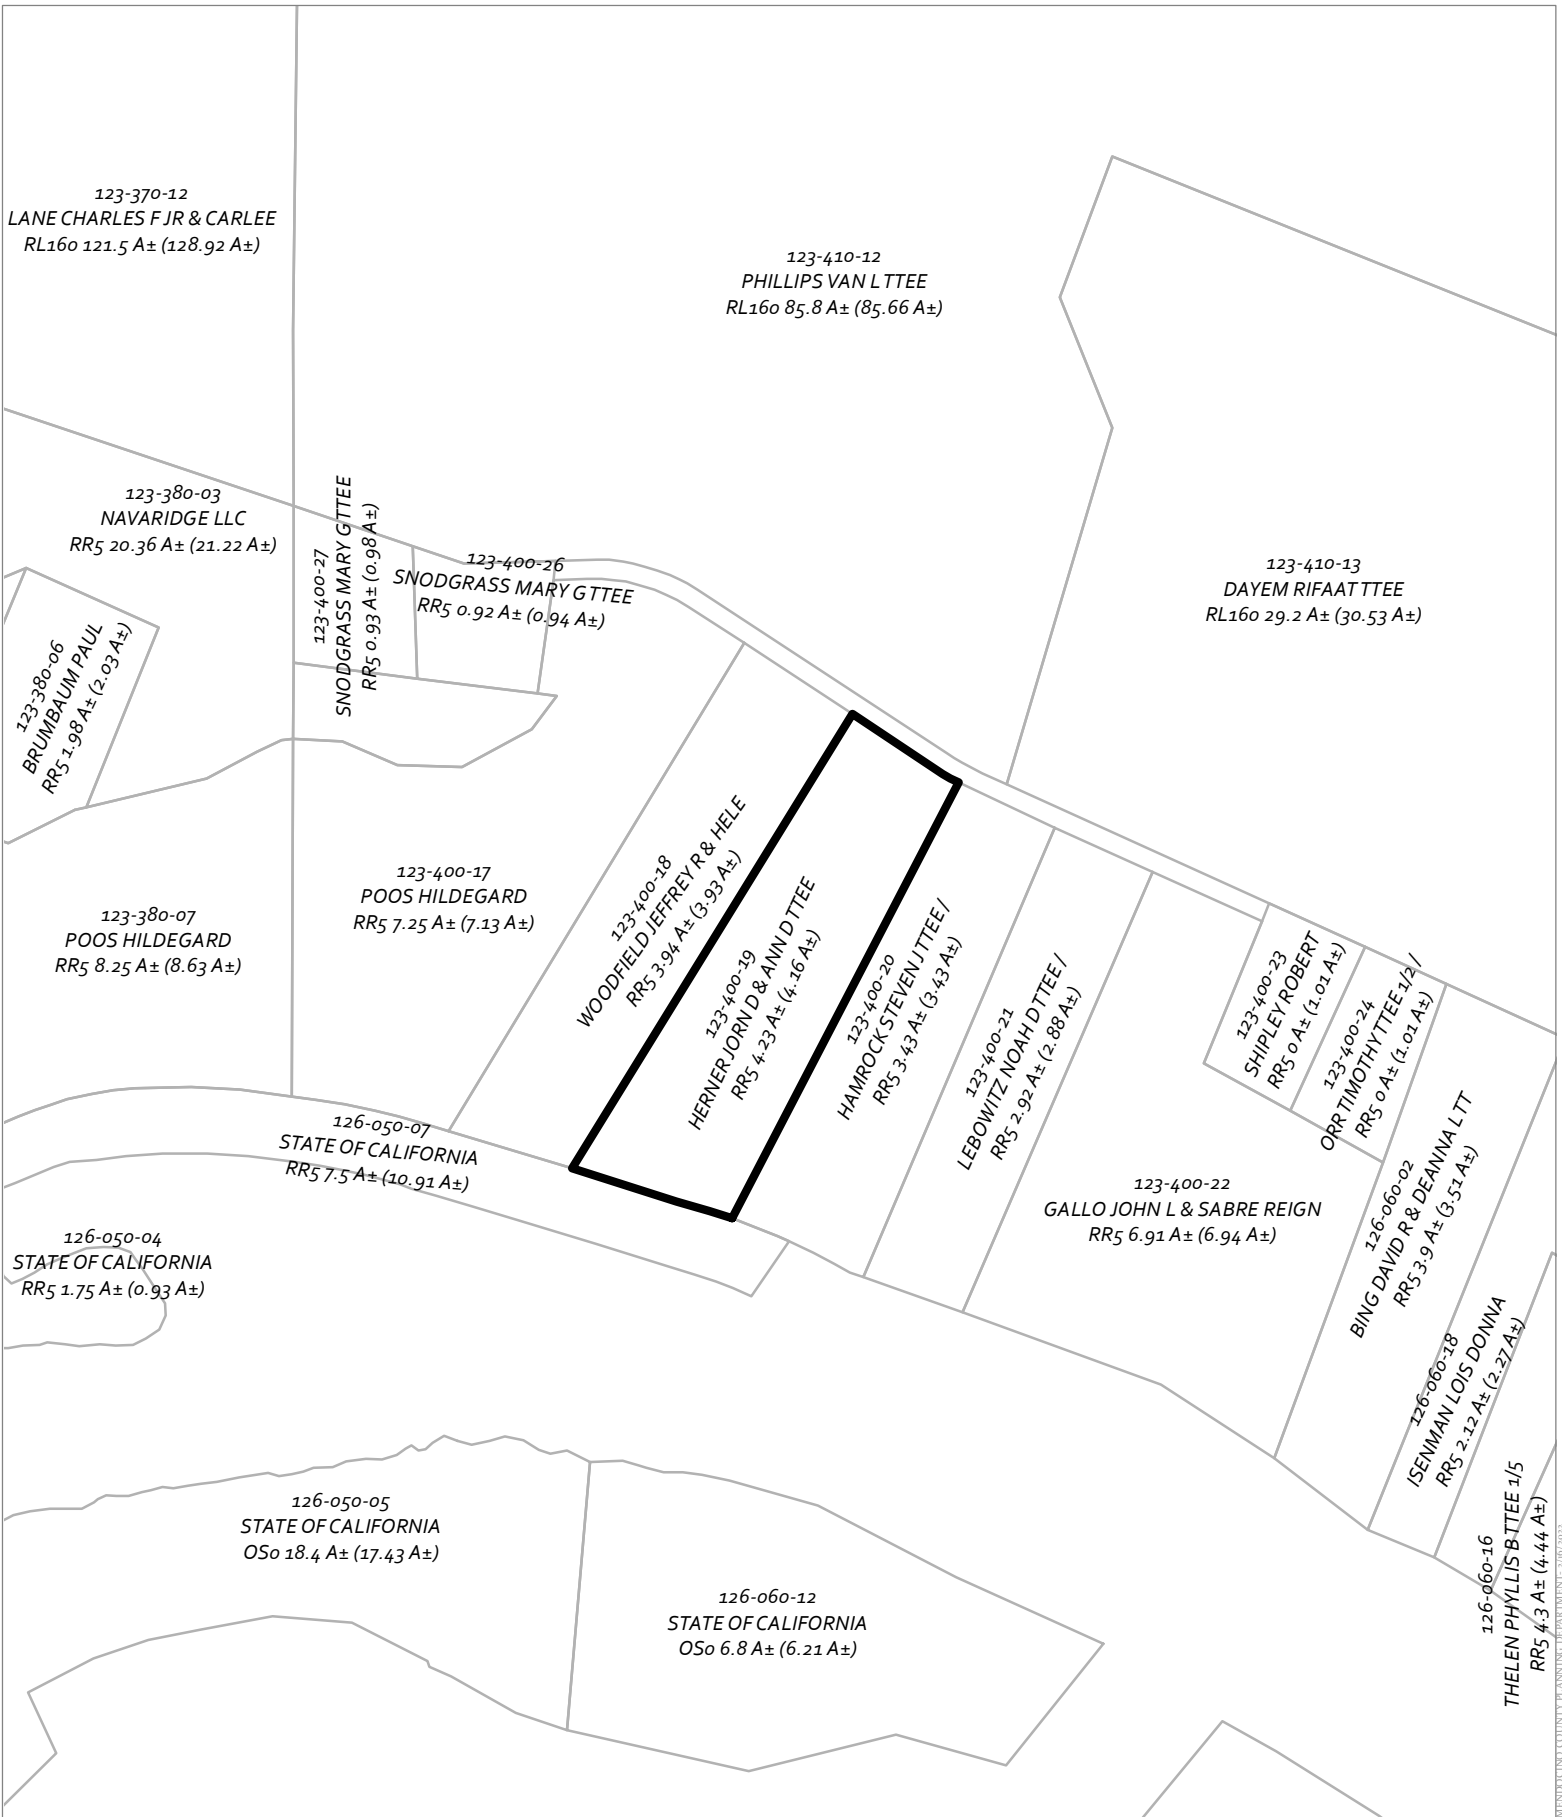 123-370-12
LANE CHARLES F JR & CARLEE
RL160 121.5 A± (128.92 A±)
123-410-12
PHILLIPS VAN L TTEE
RL160 85.8 A± (85.66 A±)
123-380-03
NAVARIDGE LLC
RR5 20.36 A± (21.22 A±)
123-400-27
SNODGRASS MARY G TTEE
RR5 0.93 A± (0.98 A±)
123-400-26
SNODGRASS MARY G TTEE
RR5 0.92 A± (0.94 A±)
123-410-13
DAYEM RIFAAT TTEE
RL160 29.2 A± (30.53 A±)
123-380-06
BRUMBAUM PAUL
RR5 1.98 A± (2.03 A±)
123-400-17
POOS HILDEGARD
RR5 7.25 A± (7.13 A±)
123-380-07
POOS HILDEGARD
RR5 8.25 A± (8.63 A±)
123-400-18
WOODFIELD JEFFREY R & HELE
RR5 3.94 A± (3.93 A±)
123-400-19
HERNER JORN D & ANN D TTEE
RR5 4.23 A± (4.16 A±)
123-400-20
HAMROCK STEVEN J TTEE /
RR5 3.43 A± (3.43 A±)
123-400-21
LEBOWITZ NOAH D TTEE /
RR5 2.92 A± (2.88 A±)
123-400-23
SHIPLEY ROBERT
RR5 0 A± (1.01 A±)
123-400-24
ORR TIMOTHY TTEE 1/2 /
RR5 0 A± (1.01 A±)
126-050-07
STATE OF CALIFORNIA
RR5 7.5 A± (10.91 A±)
123-400-22
GALLO JOHN L & SABRE REIGN
RR5 6.91 A± (6.94 A±)
126-060-02
BING DAVID R & DEANNA L TT
RR5 3.9 A± (3.51 A±)
126-050-04
STATE OF CALIFORNIA
RR5 1.75 A± (0.93 A±)
126-060-18
ISENMAN LOIS DONNA
RR5 2.12 A± (2.27 A±)
126-050-05
STATE OF CALIFORNIA
OS0 18.4 A± (17.43 A±)
126-060-12
STATE OF CALIFORNIA
OS0 6.8 A± (6.21 A±)
126-060-16
THELEN PHYLLIS B TTEE 1/5
RR5 4.3 A± (4.44 A±)
MENDOCINO COUNTY PLANNING DEPARTMENT-